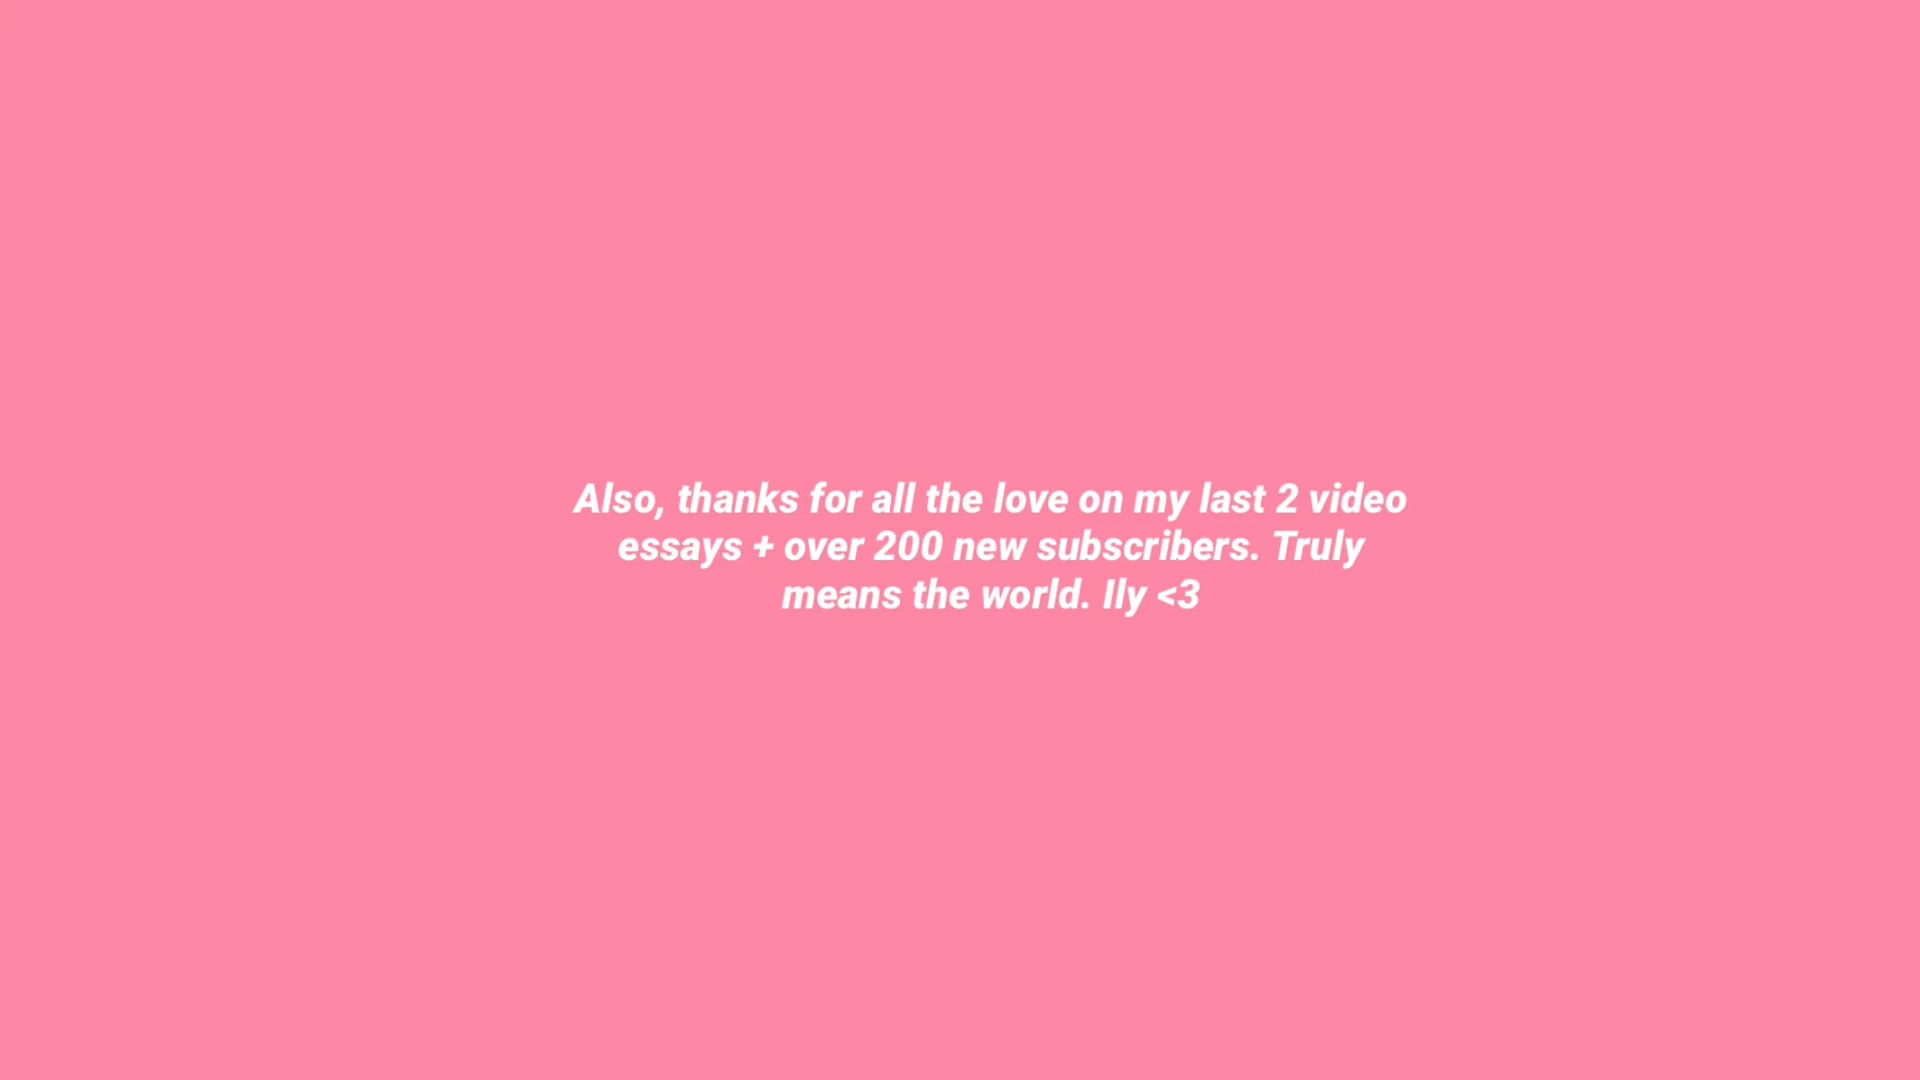 Also, thanks for all the love on my last 2 video
essays + over 200 new subscribers. Truly
means the world. Ily <3